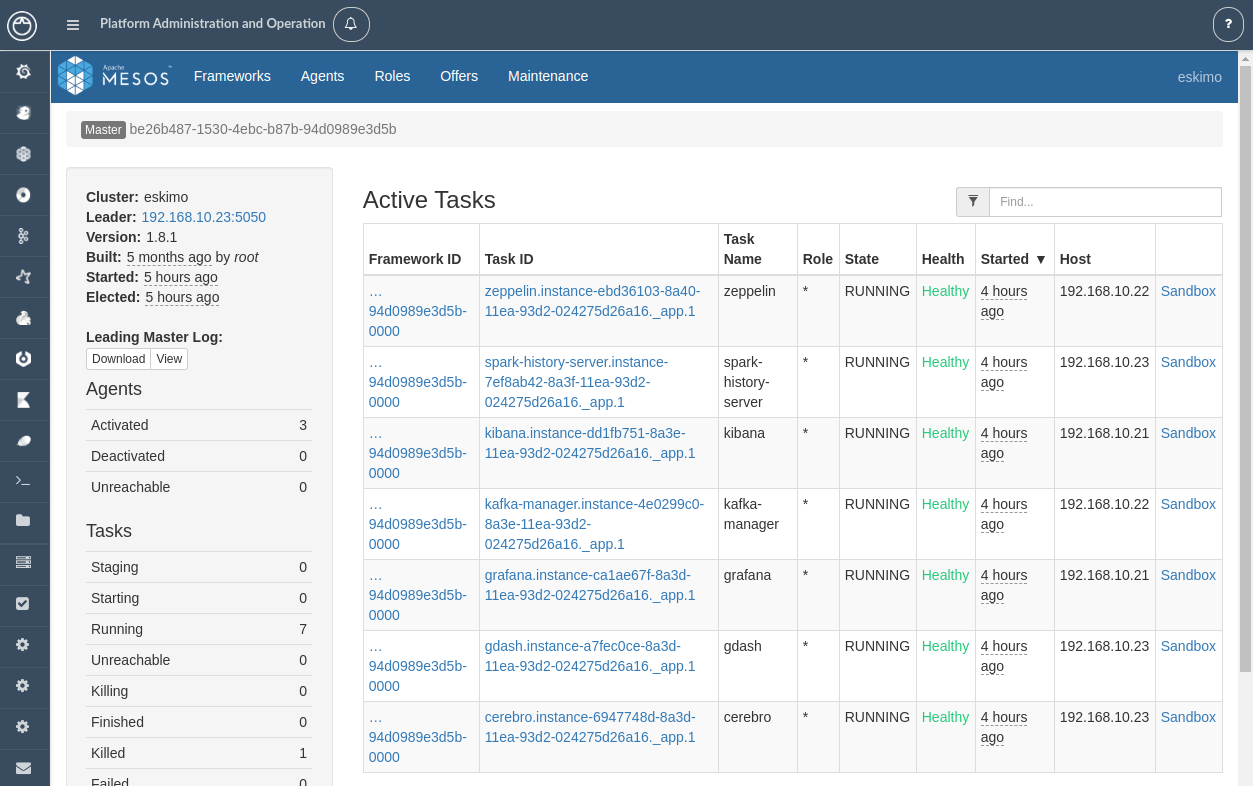 Platform Administration and Operation
?
Apache
MESOS™
Frameworks Agents Roles Offers Maintenance
eskimo
Master be26b487-1530-4ebc-b87b-94d0989e3d5b
Cluster: eskimo
Leader: 192.168.10.23:5050
Version: 1.8.1
Built: 5 months ago by root
Started: 5 hours ago
Elected: 5 hours ago
Leading Master Log:
Download View
Agents
Activated 3
Deactivated 0
Unreachable 0
Tasks
Staging 0
Starting 0
Running 7
Unreachable 0
Killing 0
Finished 0
Killed 1
Failed 0
Active Tasks
Find...
Framework ID Task ID Task Name Role State Health Started ▼ Host
…94d0989e3d5b-0000 zeppelin.instance-ebd36103-8a40-11ea-93d2-024275d26a16._app.1 zeppelin * RUNNING Healthy 4 hours ago 192.168.10.22 Sandbox
…94d0989e3d5b-0000 spark-history-server.instance-7ef8ab42-8a3f-11ea-93d2-024275d26a16._app.1 spark-history-server * RUNNING Healthy 4 hours ago 192.168.10.23 Sandbox
…94d0989e3d5b-0000 kibana.instance-dd1fb751-8a3e-11ea-93d2-024275d26a16._app.1 kibana * RUNNING Healthy 4 hours ago 192.168.10.21 Sandbox
…94d0989e3d5b-0000 kafka-manager.instance-4e0299c0-8a3e-11ea-93d2-024275d26a16._app.1 kafka-manager * RUNNING Healthy 4 hours ago 192.168.10.22 Sandbox
…94d0989e3d5b-0000 grafana.instance-ca1ae67f-8a3d-11ea-93d2-024275d26a16._app.1 grafana * RUNNING Healthy 4 hours ago 192.168.10.21 Sandbox
…94d0989e3d5b-0000 gdash.instance-a7fec0ce-8a3d-11ea-93d2-024275d26a16._app.1 gdash * RUNNING Healthy 4 hours ago 192.168.10.23 Sandbox
…94d0989e3d5b-0000 cerebro.instance-6947748d-8a3d-11ea-93d2-024275d26a16._app.1 cerebro * RUNNING Healthy 4 hours ago 192.168.10.23 Sandbox